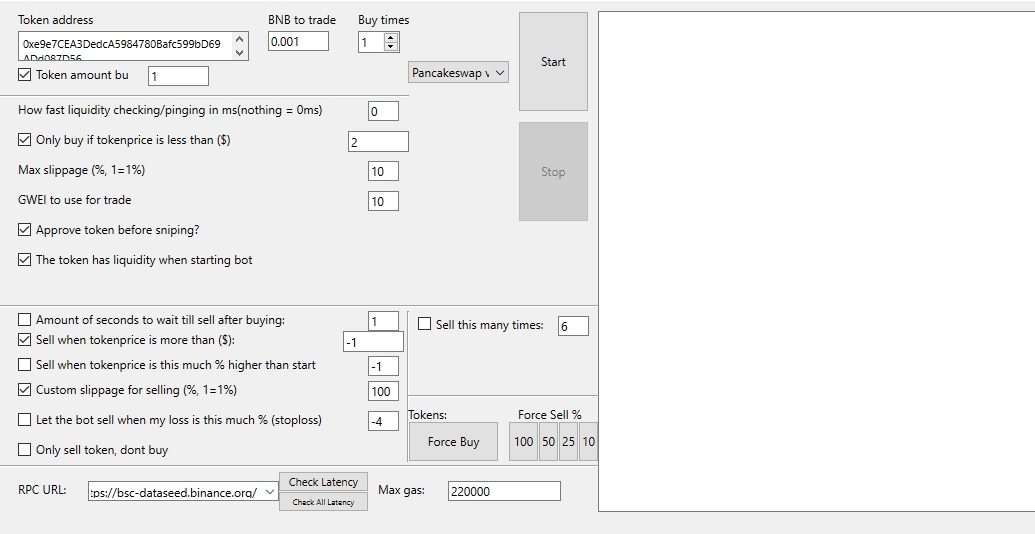 Token address
BNB to trade
Buy times
0xe9e7CEA3DedcA5984780Bafc599bD69
ADd087D56
0.001
1
Token amount bu
1
Pancakeswap v
Start
How fast liquidity checking/pinging in ms(nothing = 0ms)
0
Only buy if tokenprice is less than ($)
2
Max slippage (%, 1=1%)
10
Stop
GWEI to use for trade
10
Approve token before sniping?
The token has liquidity when starting bot
Amount of seconds to wait till sell after buying:
1
Sell this many times:
6
Sell when tokenprice is more than ($):
-1
Sell when tokenprice is this much % higher than start
-1
Custom slippage for selling (%, 1=1%)
100
Let the bot sell when my loss is this much % (stoploss)
-4
Tokens:
Force Sell %
Force Buy
100
50
25
10
Only sell token, dont buy
RPC URL:
:ps://bsc-dataseed.binance.org/
Check Latency
Check All Latency
Max gas:
220000